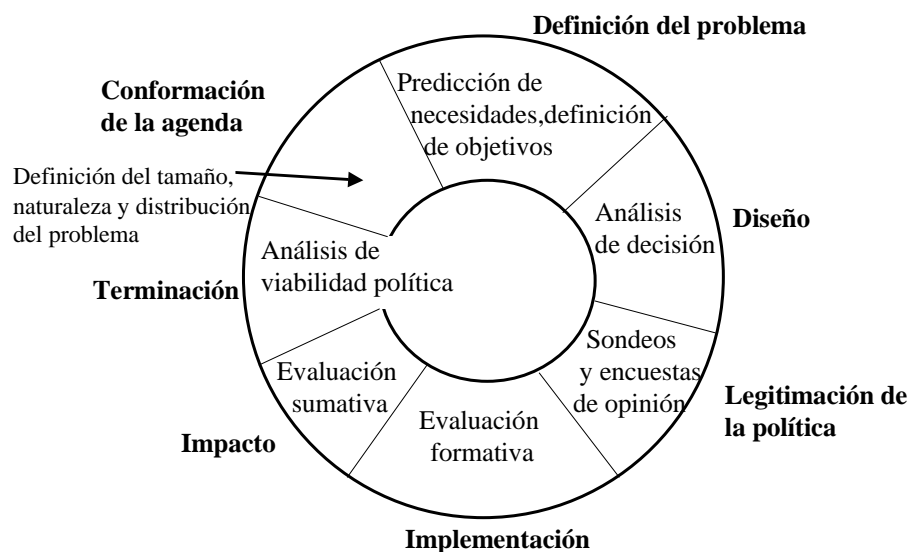 Definición del problema
Predicción de
necesidades,definición
de objetivos
Conformación
de la agenda
Definición del tamaño,
naturaleza y distribución
del problema
Análisis
de decisión
Diseño
Análisis de
viabilidad política
Terminación
Sondeos
y encuestas
de opinión
Legitimación de
la política
Evaluación
sumativa
Impacto
Evaluación
formativa
Implementación